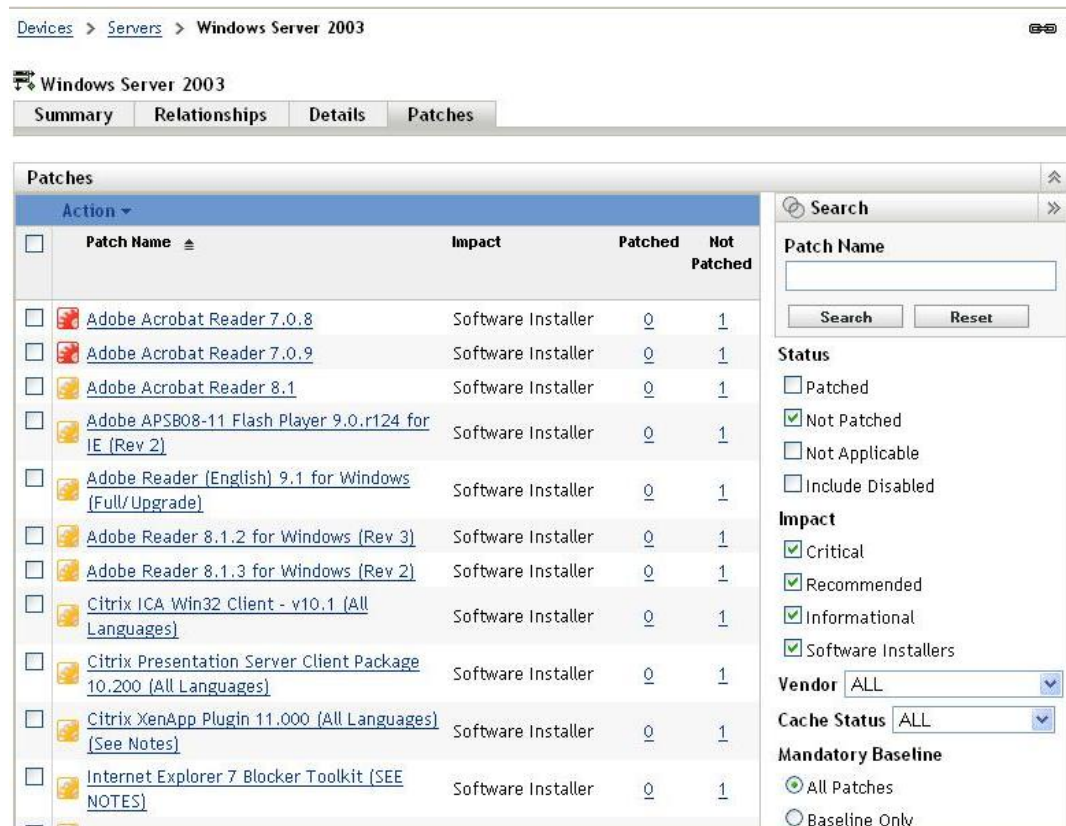 Devices > Servers > Windows Server 2003
Windows Server 2003
Summary Relationships Details Patches
Patches
Action
Patch Name Impact Patched Not Patched
Adobe Acrobat Reader 7.0.8 Software Installer 0 1
Adobe Acrobat Reader 7.0.9 Software Installer 0 1
Adobe Acrobat Reader 8.1 Software Installer 0 1
Adobe APSB08-11 Flash Player 9.0.r124 for
IE (Rev 2) Software Installer 0 1
Adobe Reader (English) 9.1 for Windows
(Full/Upgrade) Software Installer 0 1
Adobe Reader 8.1.2 for Windows (Rev 3) Software Installer 0 1
Adobe Reader 8.1.3 for Windows (Rev 2) Software Installer 0 1
Citrix ICA Win32 Client - v10.1 (All
Languages) Software Installer 0 1
Citrix Presentation Server Client Package
10.200 (All Languages) Software Installer 0 1
Citrix XenApp Plugin 11.000 (All Languages)
(See Notes) Software Installer 0 1
Internet Explorer 7 Blocker Toolkit (SEE
NOTES) Software Installer 0 1
Search
Patch Name
Search Reset
Status
Patched
Not Patched
Not Applicable
Include Disabled
Impact
Critical
Recommended
Informational
Software Installers
Vendor ALL
Cache Status ALL
Mandatory Baseline
All Patches
Baseline Only